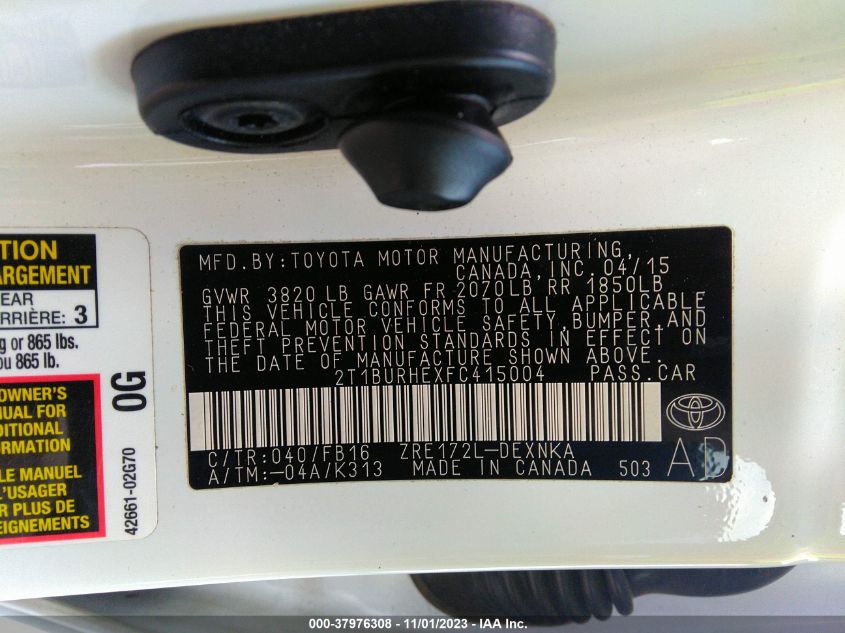 MFD.BY:TOYOTA MOTOR MANUFACTURING,
CANADA, INC. 04/15
GVWR 3820 LB GAWR FR 2070LB RR 1850LB
THIS VEHICLE CONFORMS TO ALL APPLICABLE
FEDERAL MOTOR VEHICLE SAFETY,BUMPER,AND
THEFT PREVENTION STANDARDS IN EFFECT ON
THE DATE OF MANUFACTURE SHOWN ABOVE.
2T1BURHEXFC415004 PASS.CAR
C/TR:040/FB16 ZRE172L-DEXNKA
A/TM:-04A/K313 MADE IN CANADA 503
AP
TION
ARGEMENT
EAR
RRIÈRE: 3
g or 865 lbs.
u 865 lb.
OWNER'S
MANUAL FOR
DITIONAL
ORMATION
LE MANUEL
L'USAGER
R PLUS DE
EIGNEMENTS
0G
42661-02G70
000-37976308 - 11/01/2023 - IAA Inc.